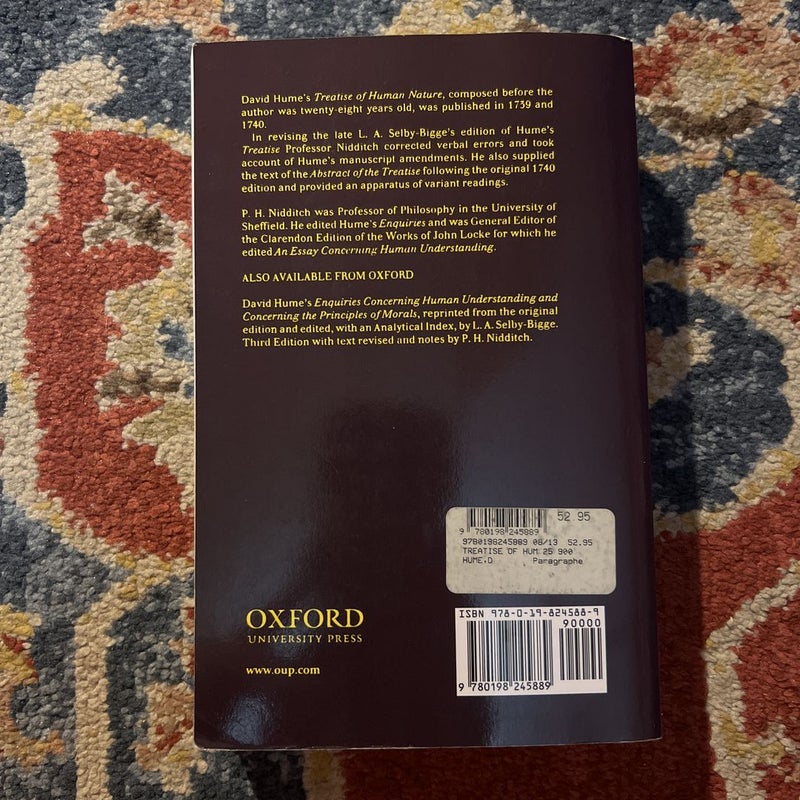 David Hume's Treatise of Human Nature, composed before the
author was twenty-eight years old, was published in 1739 and
1740.
In revising the late L. A. Selby-Bigge's edition of Hume's
Treatise Professor Nidditch corrected verbal errors and took
account of Hume's manuscript amendments. He also supplied
the text of the Abstract of the Treatise following the original 1740
edition and provided an apparatus of variant readings.
P. H. Nidditch was Professor of Philosophy in the University of
Sheffield. He edited Hume's Enquiries and was General Editor of
the Clarendon Edition of the Works of John Locke for which he
edited An Essay Concerning Human Understanding.
ALSO AVAILABLE FROM OXFORD
David Hume's Enquiries Concerning Human Understanding and
Concerning the Principles of Morals, reprinted from the original
edition and edited, with an Analytical Index, by L. A. Selby-Bigge.
Third Edition with text revised and notes by P. H. Nidditch.
52.95
9 780198 245889
9780198245889 08/13 52.95
TREATISE OF HUM 25 900
HUME,D Paragraphe
OXFORD
UNIVERSITY PRESS
www.oup.com
ISBN 978-0-19-824588-9
90000
9 780198 245889